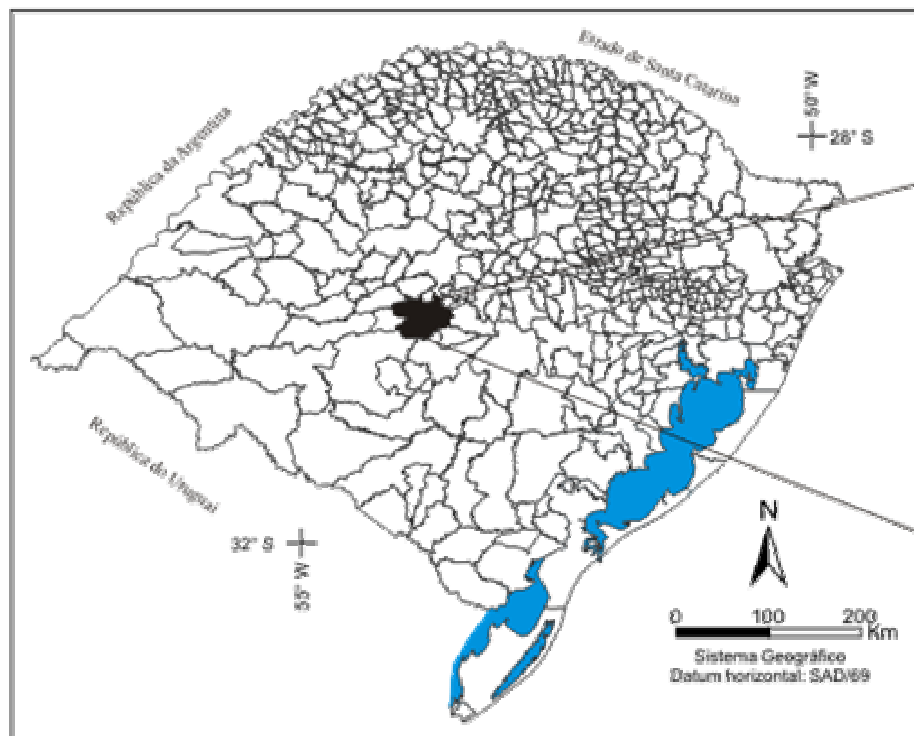 Estado de Santa Catarina
50° W
28° S
República da Argentina
República do Uruguai
32° S
55° W
N
0 100 200
Km
Sistema Geográfico
Datum horizontal: SAD/69